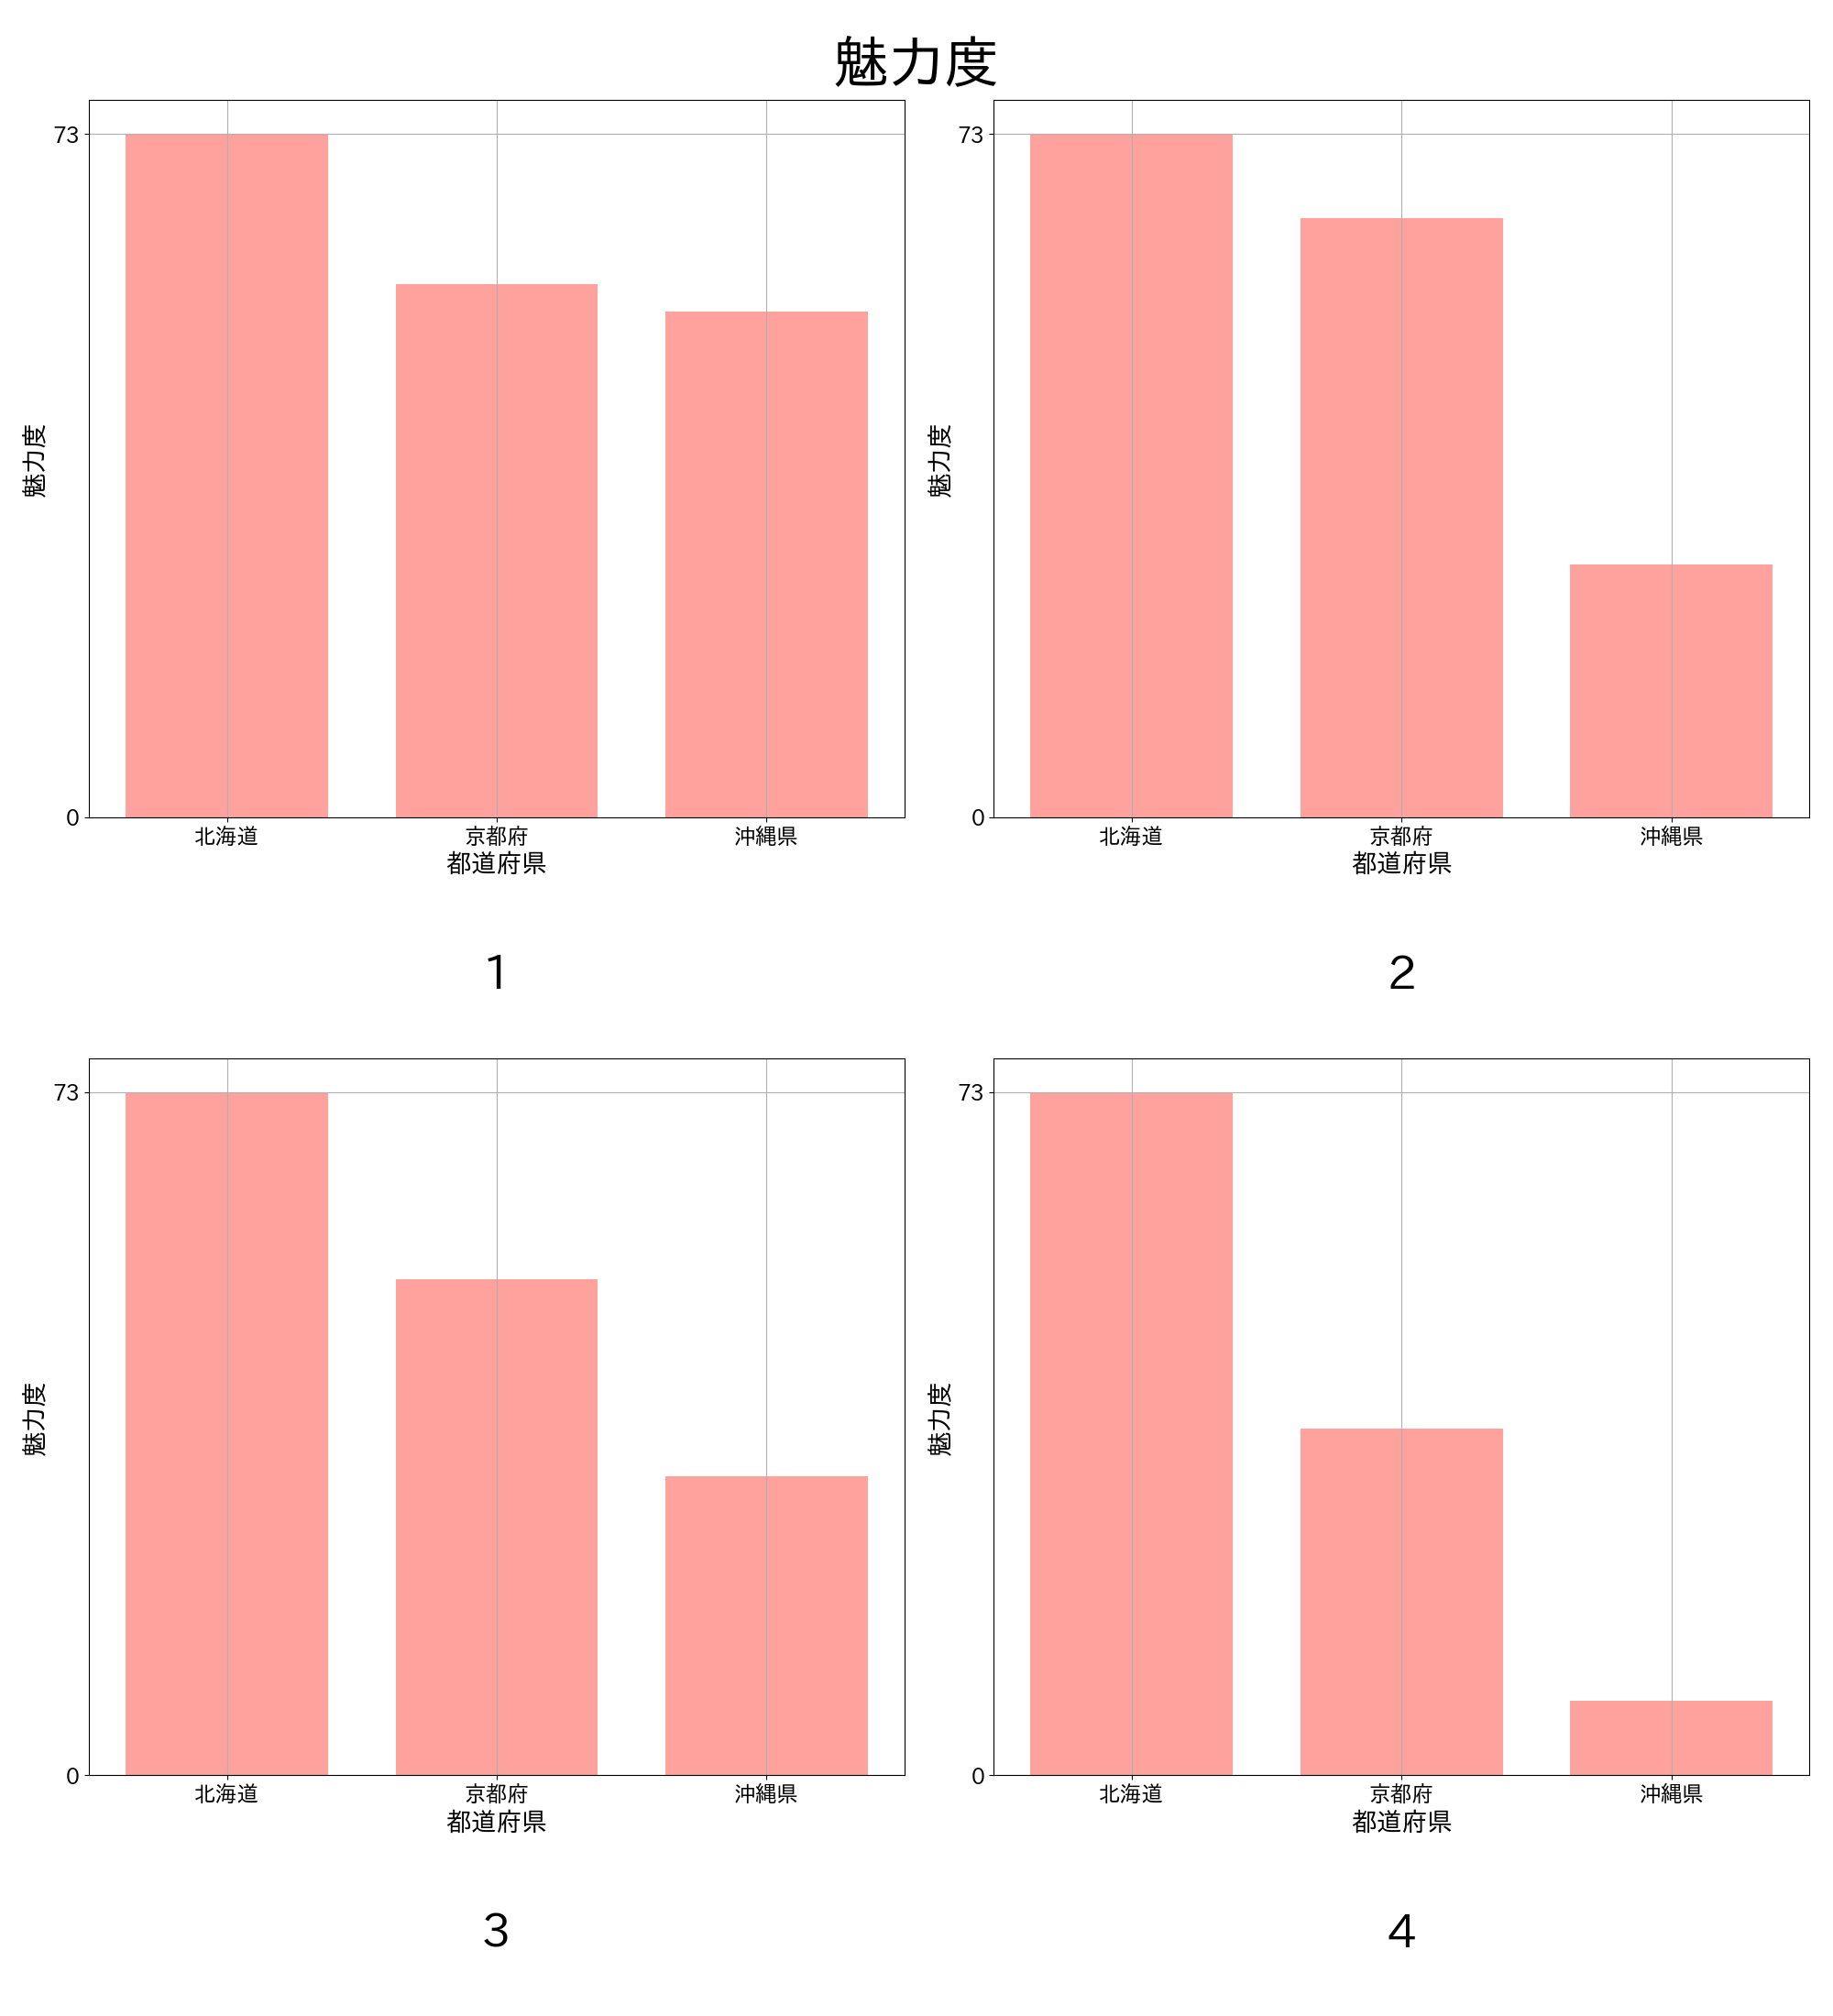 魅力度
73
0
魅力度
北海道 京都府 沖縄県
都道府県
1
73
0
魅力度
北海道 京都府 沖縄県
都道府県
2
73
0
魅力度
北海道 京都府 沖縄県
都道府県
3
73
0
魅力度
北海道 京都府 沖縄県
都道府県
4